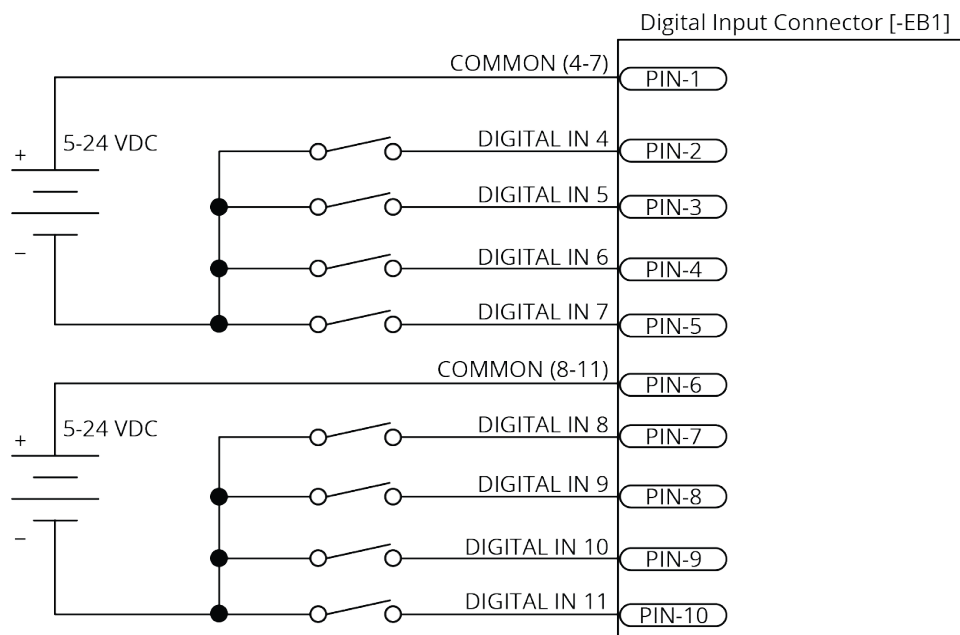 Digital Input Connector [-EB1]
COMMON (4-7)
PIN-1
5-24 VDC
+
DIGITAL IN 4
PIN-2
DIGITAL IN 5
PIN-3
–
DIGITAL IN 6
PIN-4
DIGITAL IN 7
PIN-5
COMMON (8-11)
PIN-6
5-24 VDC
+
DIGITAL IN 8
PIN-7
DIGITAL IN 9
PIN-8
–
DIGITAL IN 10
PIN-9
DIGITAL IN 11
PIN-10